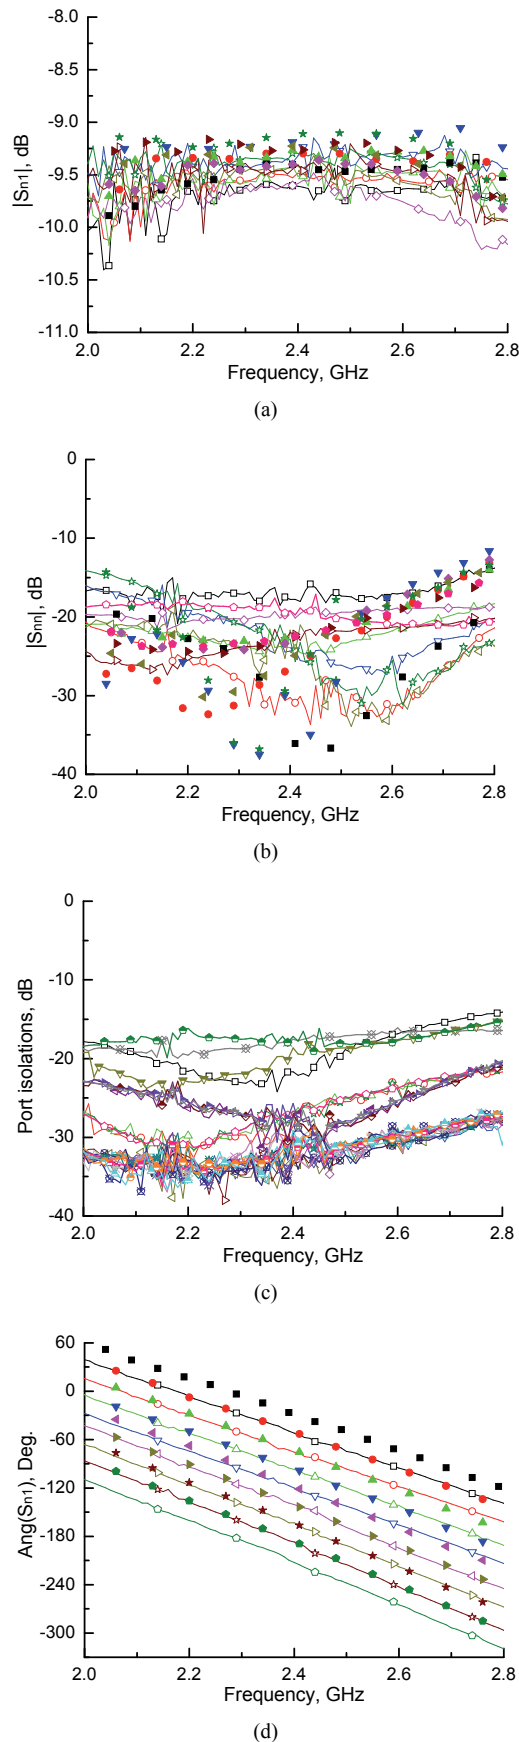 -8.0
-8.5
-9.0
-9.5
-10.0
-10.5
-11.0
|Sn1|, dB
2.0 2.2 2.4 2.6 2.8
Frequency, GHz
(a)
0
-10
-20
-30
-40
|Snn|, dB
2.0 2.2 2.4 2.6 2.8
Frequency, GHz
(b)
0
-10
-20
-30
-40
Port isolations, dB
2.0 2.2 2.4 2.6 2.8
Frequency, GHz
(c)
60
0
-60
-120
-180
-240
-300
Ang(Sn1), Deg.
2.0 2.2 2.4 2.6 2.8
Frequency, GHz
(d)